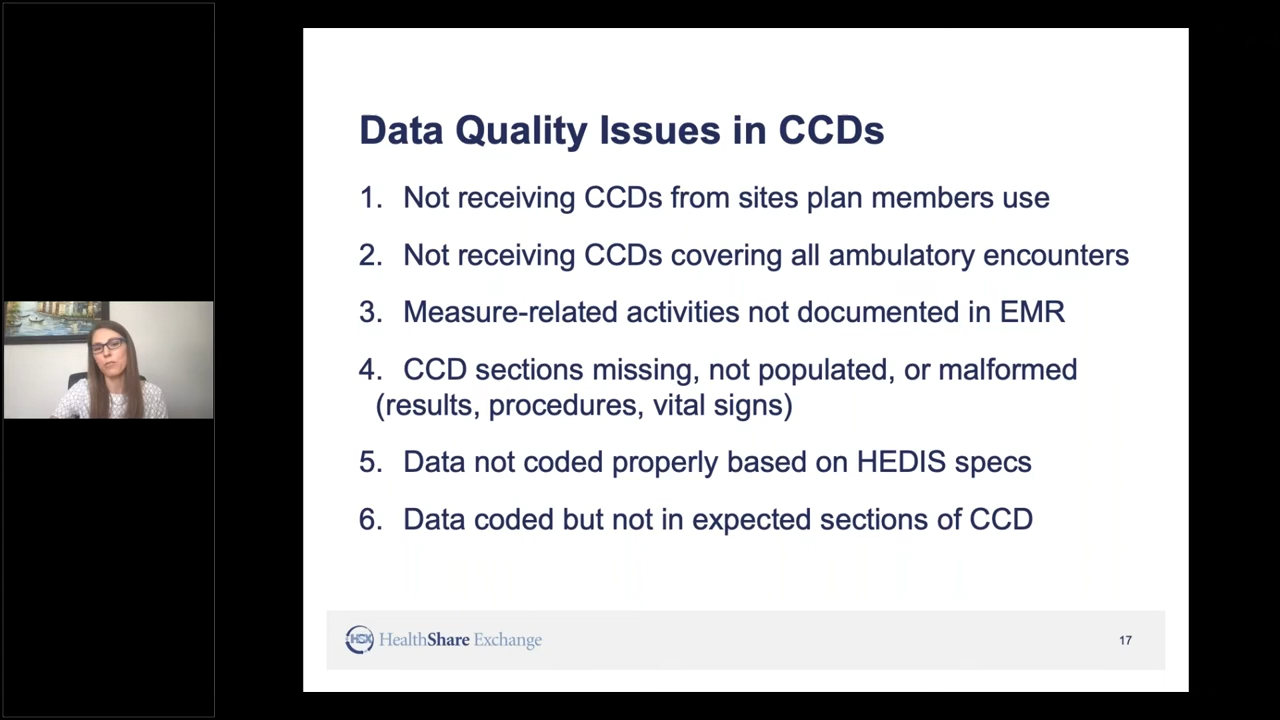 Data Quality Issues in CCDs
1. Not receiving CCDs from sites plan members use
2. Not receiving CCDs covering all ambulatory encounters
3. Measure-related activities not documented in EMR
4. CCD sections missing, not populated, or malformed
(results, procedures, vital signs)
5. Data not coded properly based on HEDIS specs
6. Data coded but not in expected sections of CCD
HSX HealthShare Exchange
17